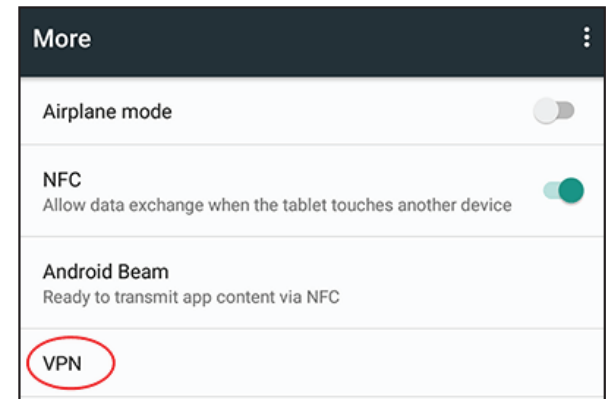 More
Airplane mode
NFC
Allow data exchange when the tablet touches another device
Android Beam
Ready to transmit app content via NFC
VPN